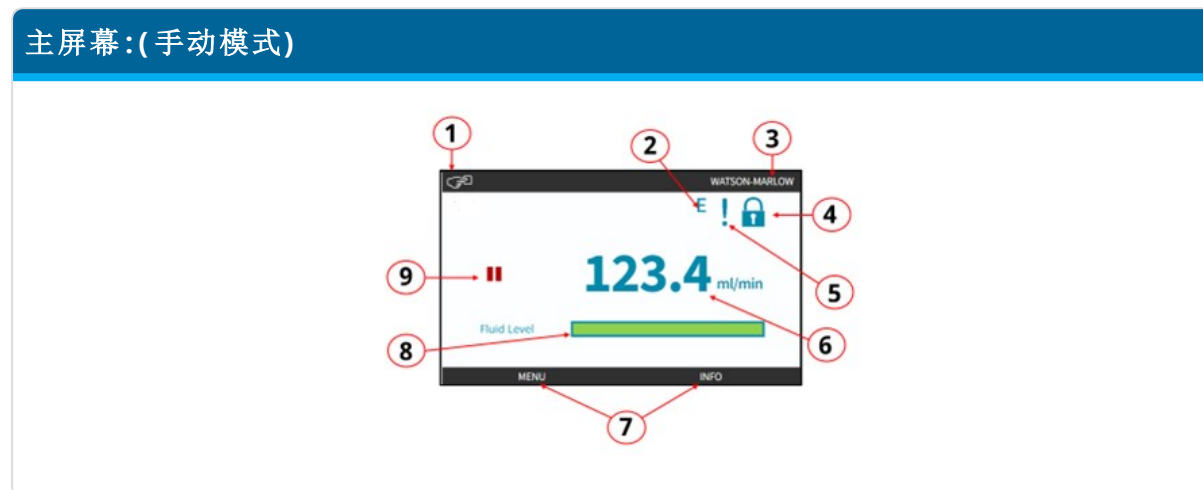 主屏幕:(手动模式)
1
2
3
WATSON-MARLOW
E ! 4
9
123.4 ml/min
5
Fluid Level
8
6
MENU INFO
7